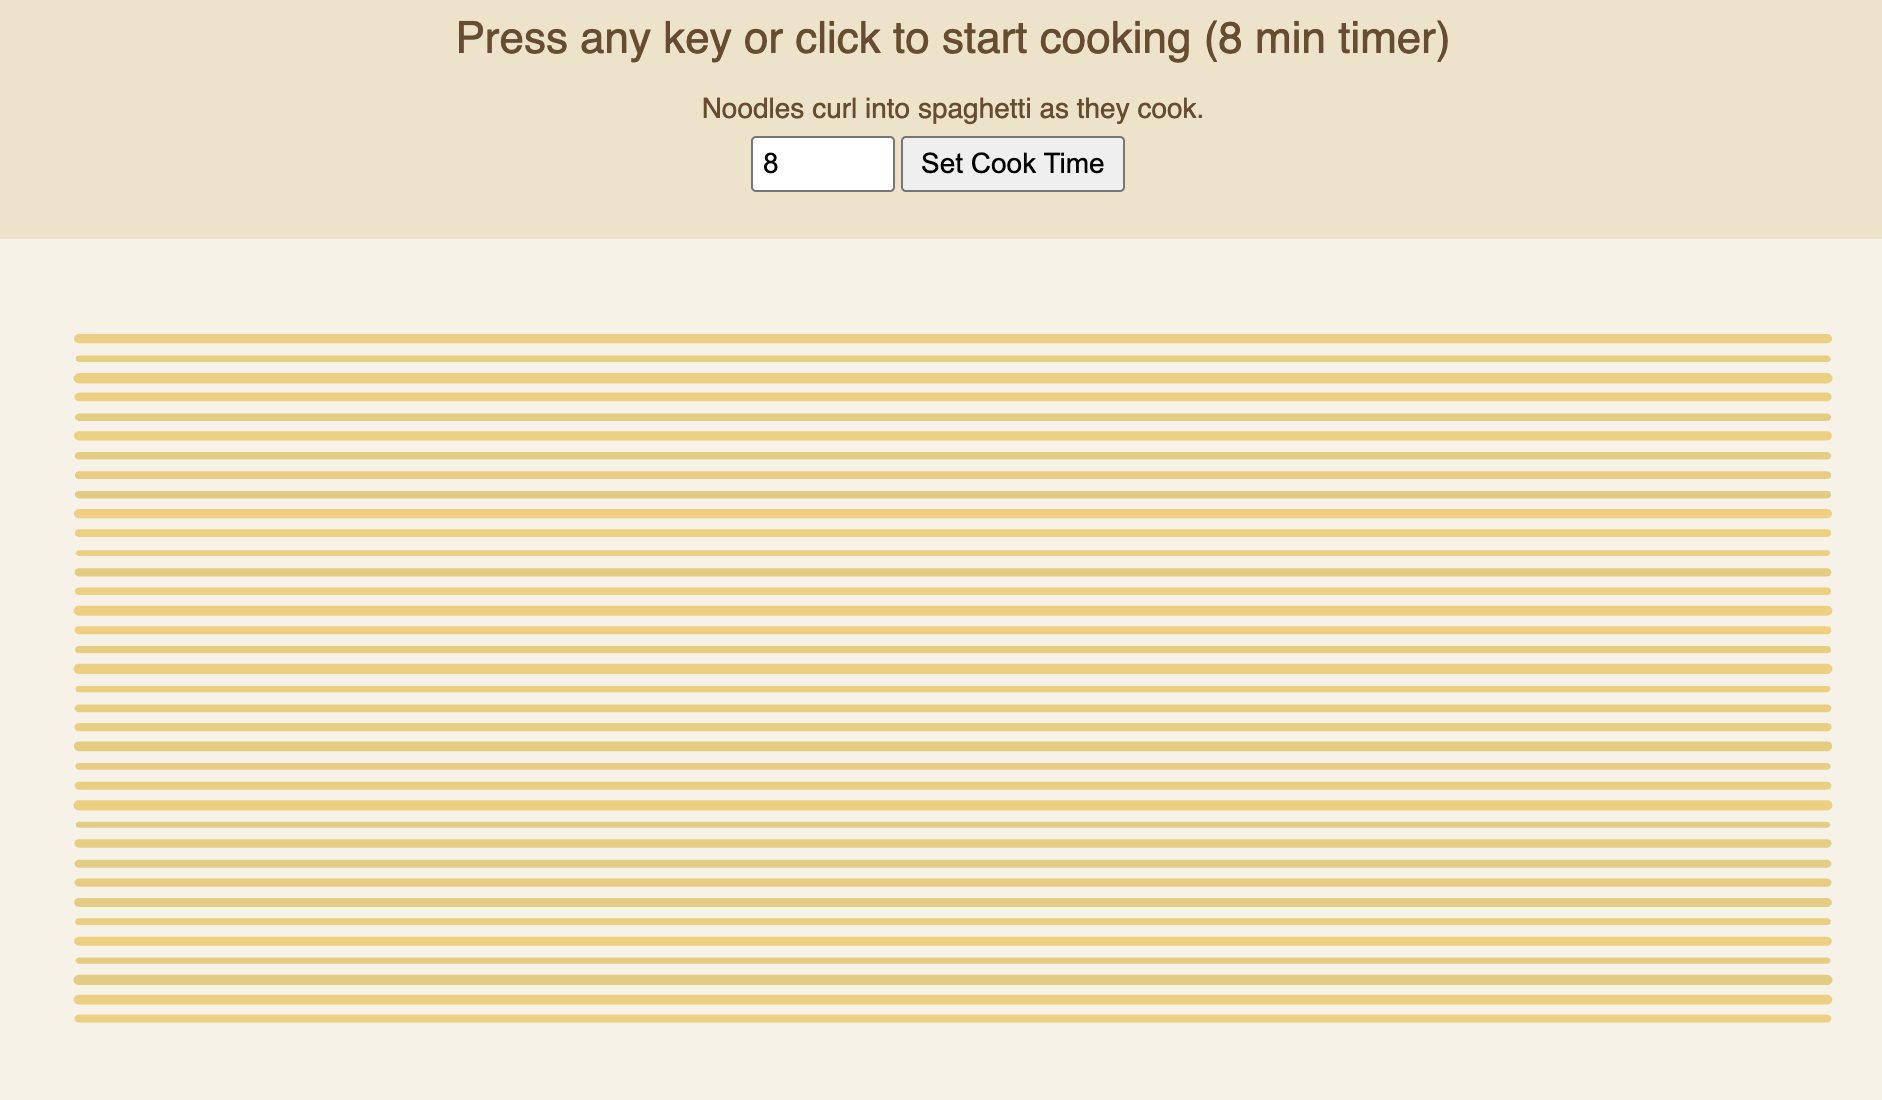 Press any key or click to start cooking (8 min timer)
Noodles curl into spaghetti as they cook.
8 Set Cook Time